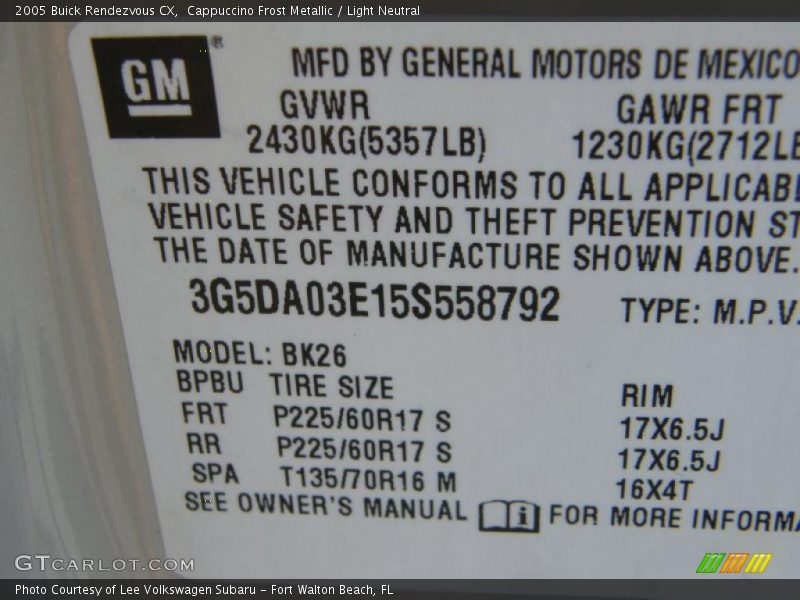 2005 Buick Rendezvous CX, Cappuccino Frost Metallic / Light Neutral
GM ®
MFD BY GENERAL MOTORS DE MEXICO
GVWR GAWR FRT
2430KG(5357LB) 1230KG(2712LB
THIS VEHICLE CONFORMS TO ALL APPLICABL
VEHICLE SAFETY AND THEFT PREVENTION ST
THE DATE OF MANUFACTURE SHOWN ABOVE.
3G5DA03E15S558792 TYPE: M.P.V.
MODEL: BK26
BPBU TIRE SIZE RIM
FRT P225/60R17 S 17X6.5J
RR P225/60R17 S 17X6.5J
SPA T135/70R16 M 16X4T
SEE OWNER'S MANUAL i FOR MORE INFORMA
GTCARLOT.COM
Photo Courtesy of Lee Volkswagen Subaru - Fort Walton Beach, FL